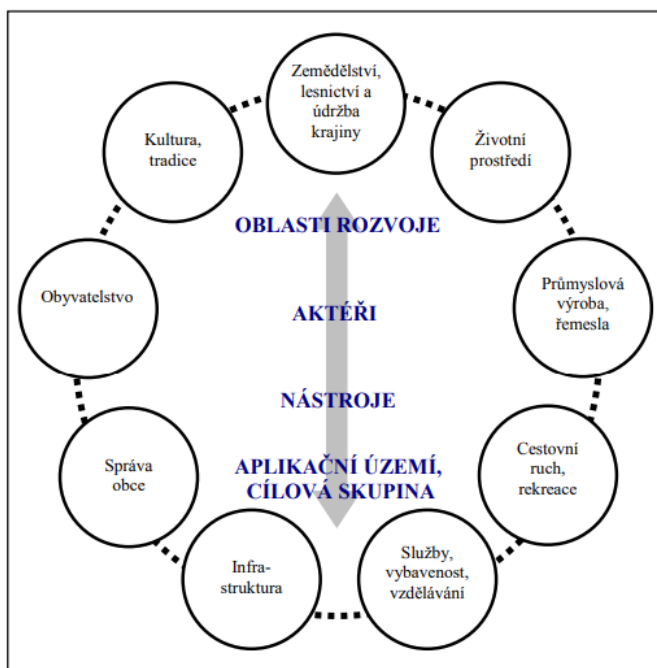 Zemědělství,
lesnictví a
údržba
krajiny
Kultura,
tradice
Životní
prostředí
OBLASTI ROZVOJE
Obyvatelstvo
Průmyslová
výroba,
řemesla
AKTÉŘI
NÁSTROJE
Správa
obce
APLIKAČNÍ ÚZEMÍ,
CÍLOVÁ SKUPINA
Cestovní
ruch,
rekreace
Infra-
struktura
Služby,
vybavenost,
vzdělávání